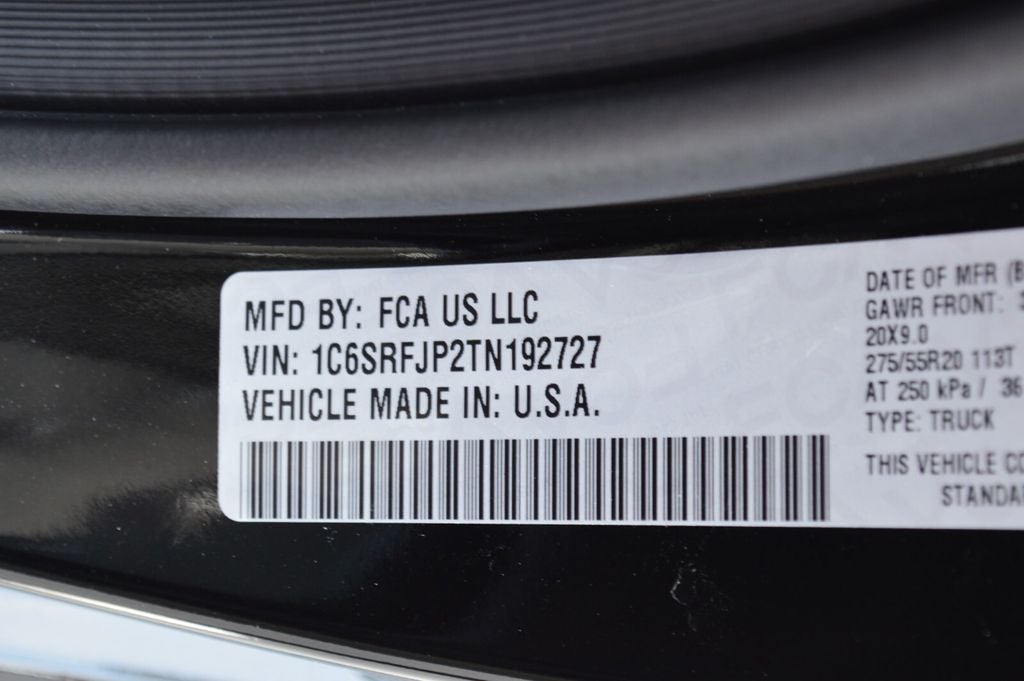 MFD BY: FCA US LLC
VIN: 1C6SRFJP2TN192727
VEHICLE MADE IN: U.S.A.
DATE OF MFR (
GAWR FRONT:
20X9.0
275/55R20 113T
AT 250 kPa / 36
TYPE: TRUCK
THIS VEHICLE